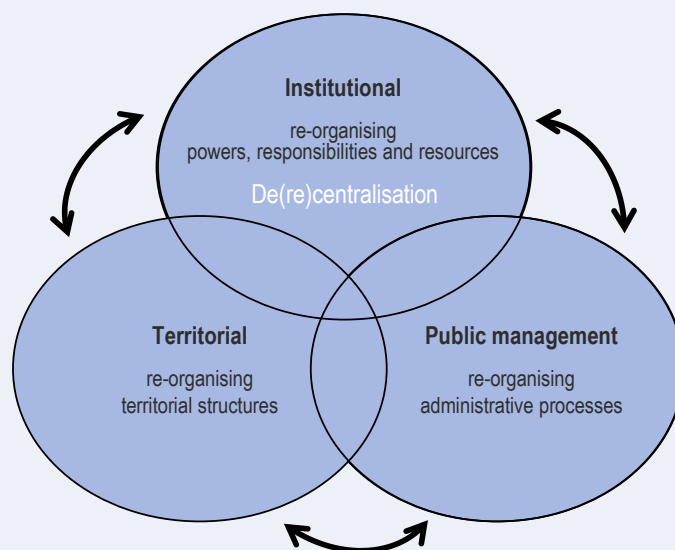 Institutional
re-organising
powers, responsibilities and resources
De(re)centralisation
Territorial
re-organising
territorial structures
Public management
re-organising
administrative processes